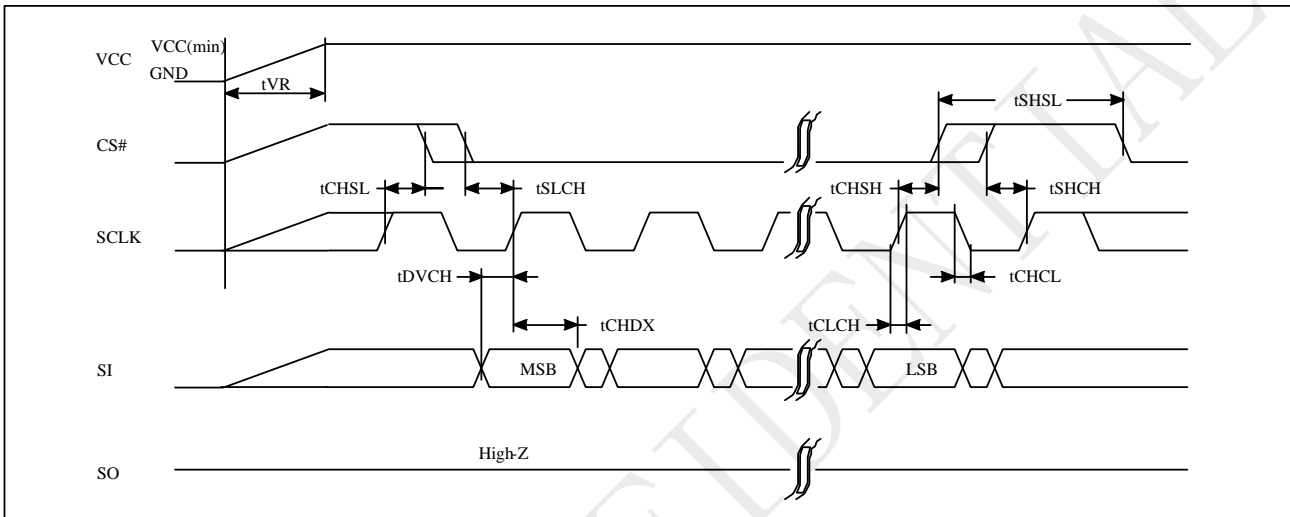 VCC
VCC(min)
GND
tVR
tSHSL
CS#
tCHSL
tSLCH
tCHSH
tSHCH
SCLK
tDVCH
tCHCL
tCHDX
tCLCH
SI
MSB
LSB
High-Z
SO
IDENTIAL